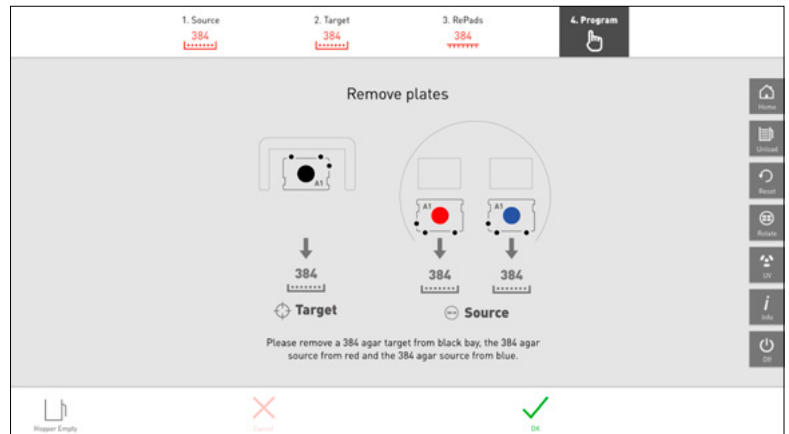 1. Source
2. Target
3. RePads
4. Program
384
384
384
Remove plates
A1
A1
A1
384
384
384
Target
Source
Please remove a 384 agar target from black bay, the 384 agar
source from red and the 384 agar source from blue.
Home
Unload
Reset
Rotate
UV
i
Info
Off
Hopper Empty
Cancel
OK